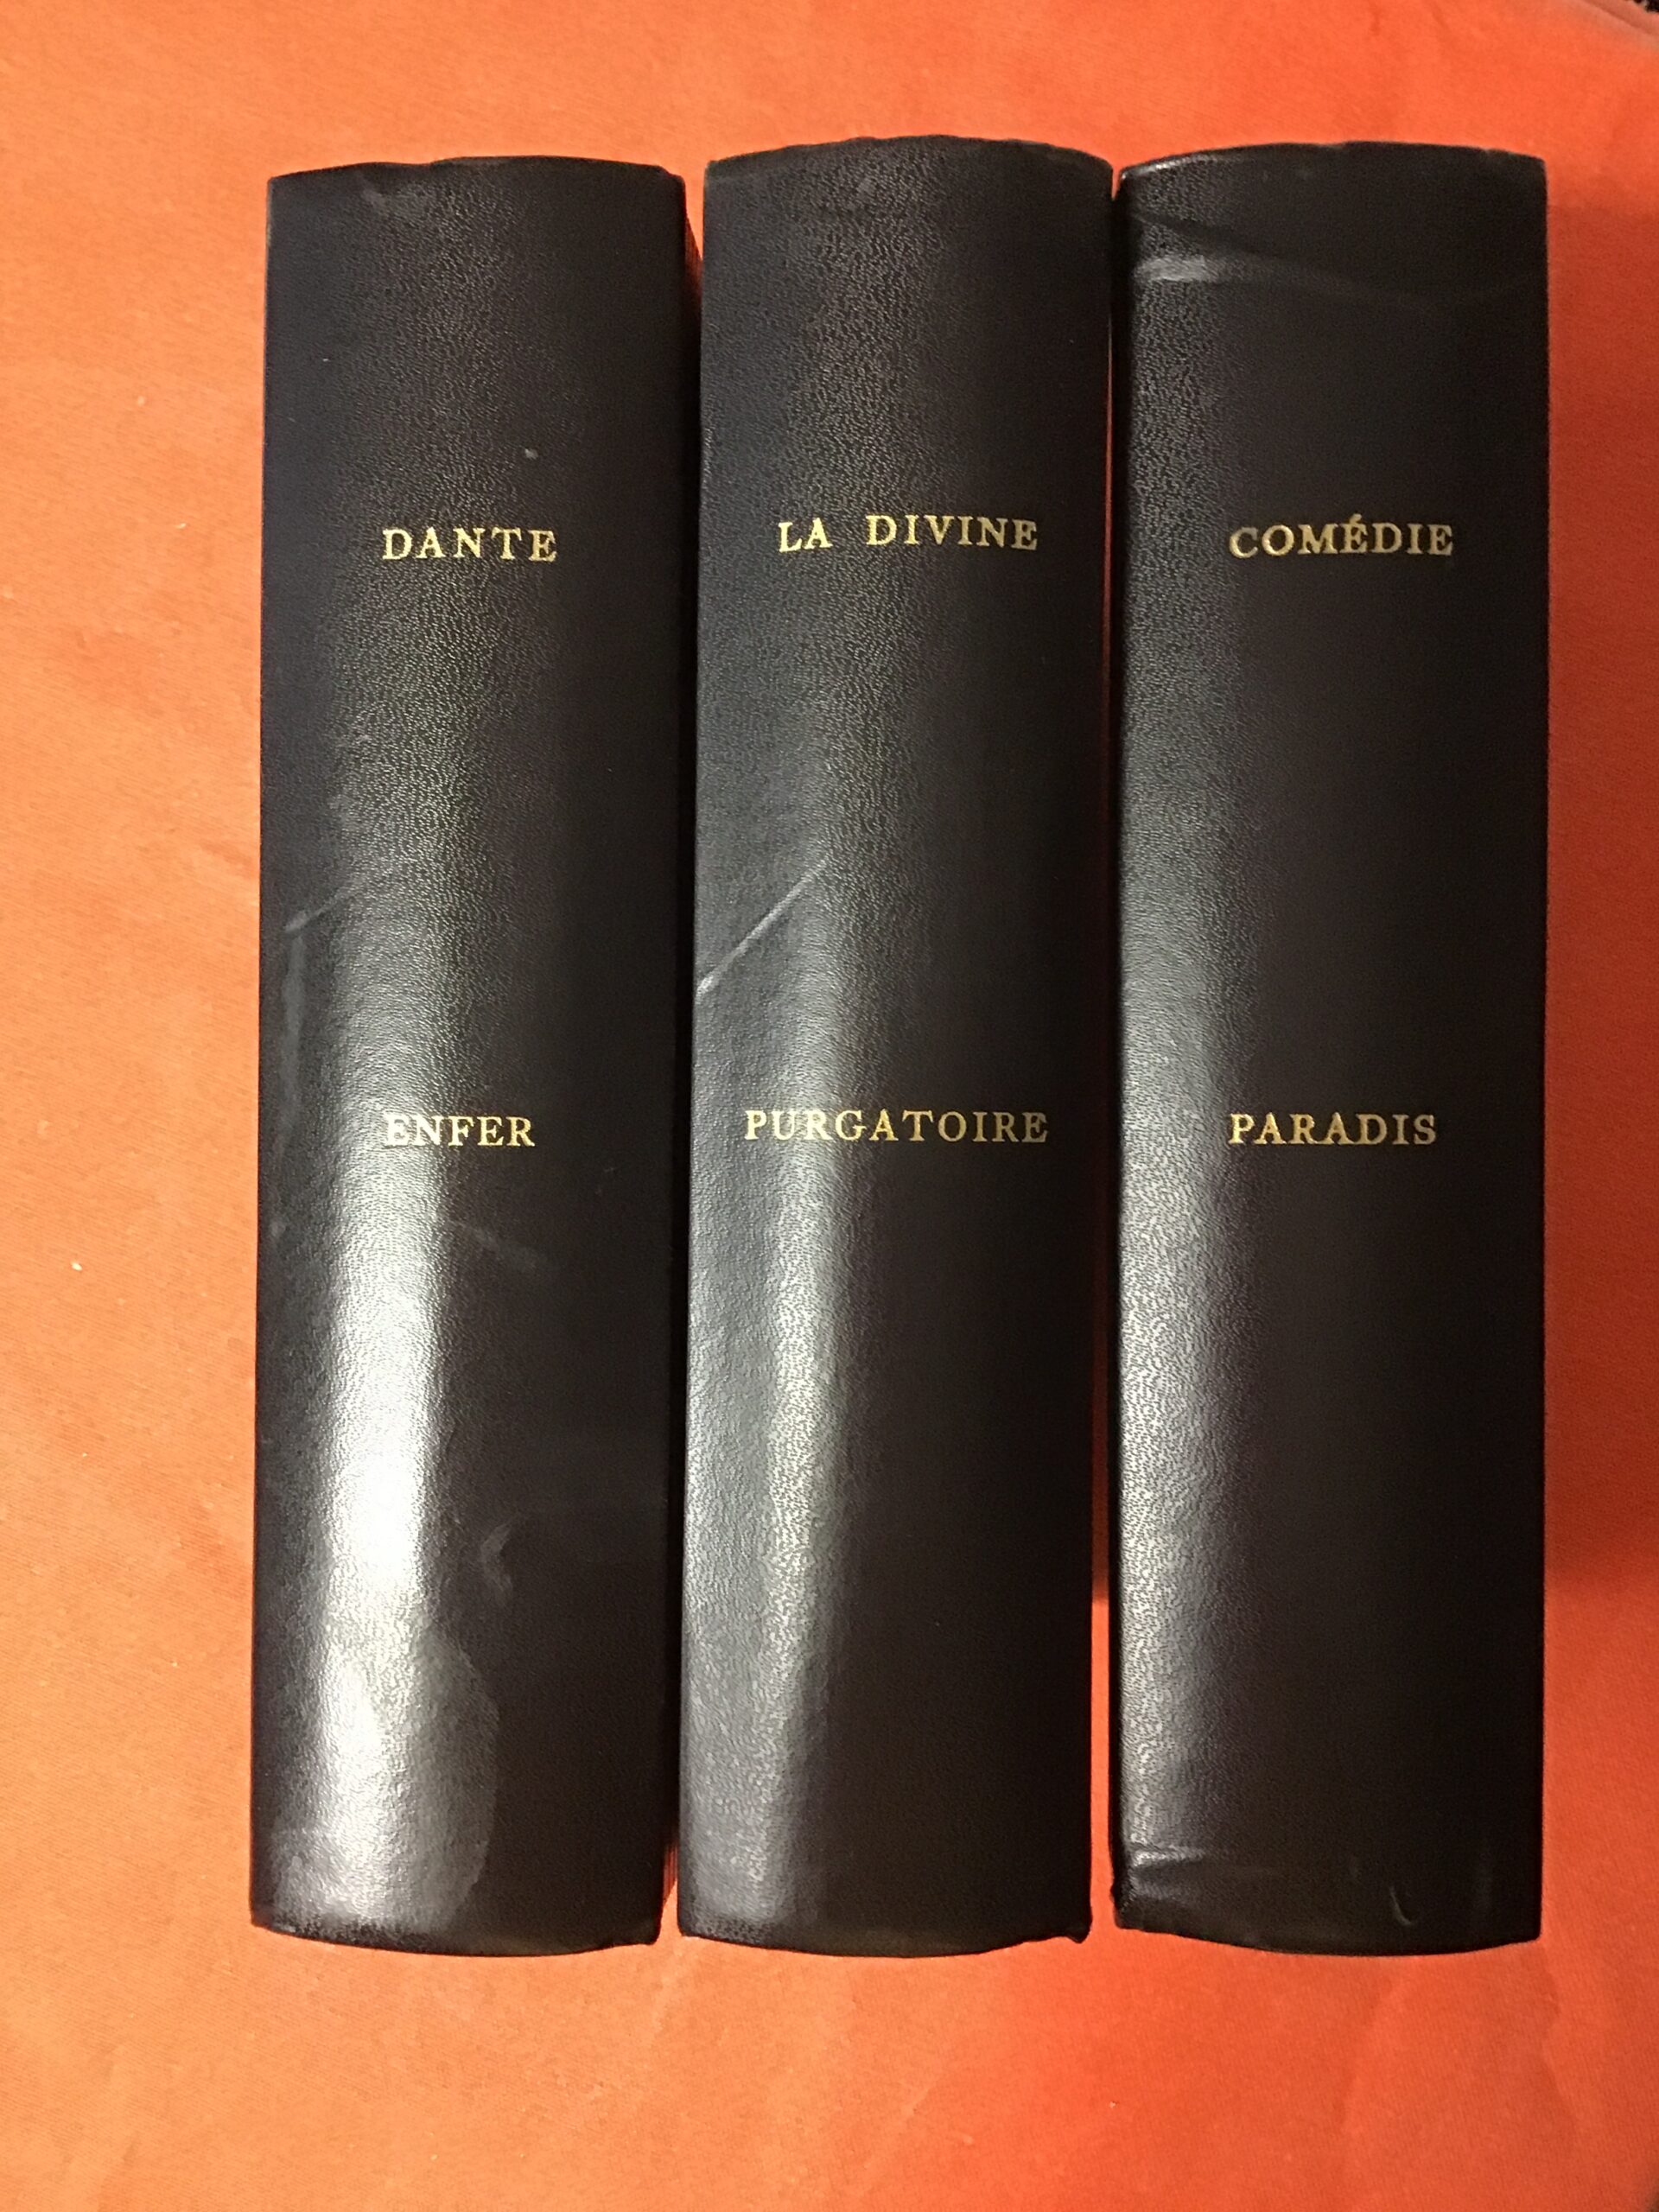 DANTE
ENFER
LA DIVINE
PURGATOIRE
COMÉDIE
PARADIS